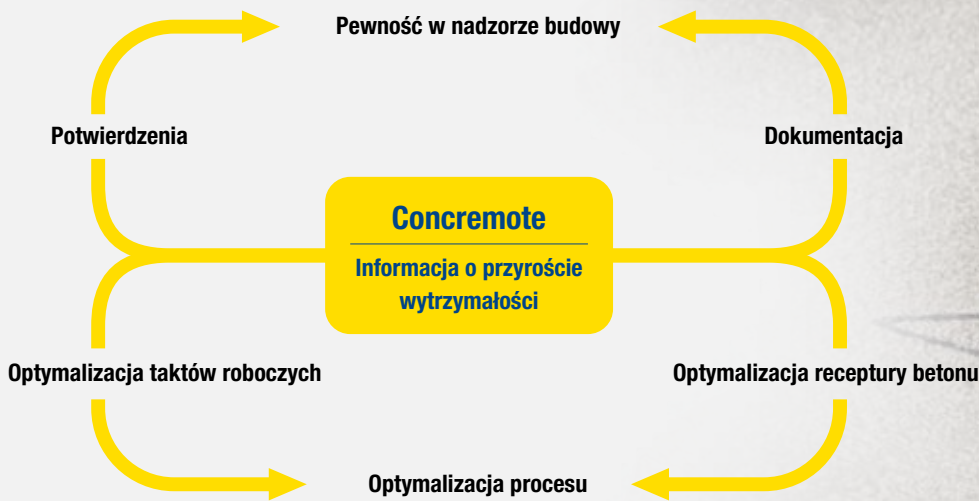 Pewność w nadzorze budowy
Potwierdzenia
Dokumentacja
Concremote
Informacja o przyroście
wytrzymałości
Optymalizacja taktów roboczych
Optymalizacja receptury betonu
Optymalizacja procesu